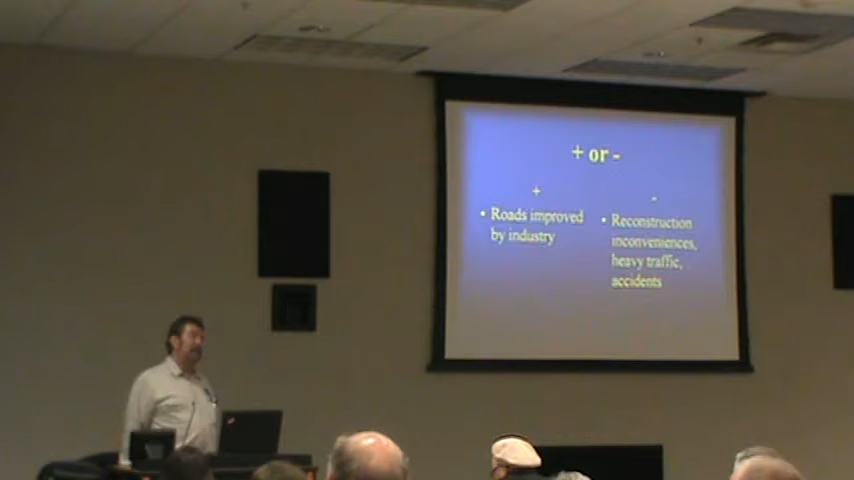 + or -
+
• Roads improved
by industry
-
• Reconstruction
inconveniences,
heavy traffic,
accidents